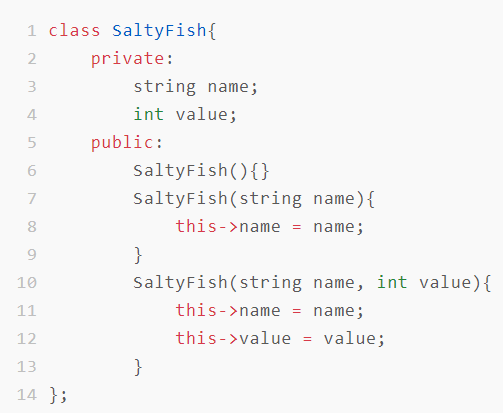 1 class SaltyFish{
2     private:
3         string name;
4         int value;
5     public:
6         SaltyFish(){}
7         SaltyFish(string name){
8             this->name = name;
9         }
10         SaltyFish(string name, int value){
11             this->name = name;
12             this->value = value;
13         }
14 };